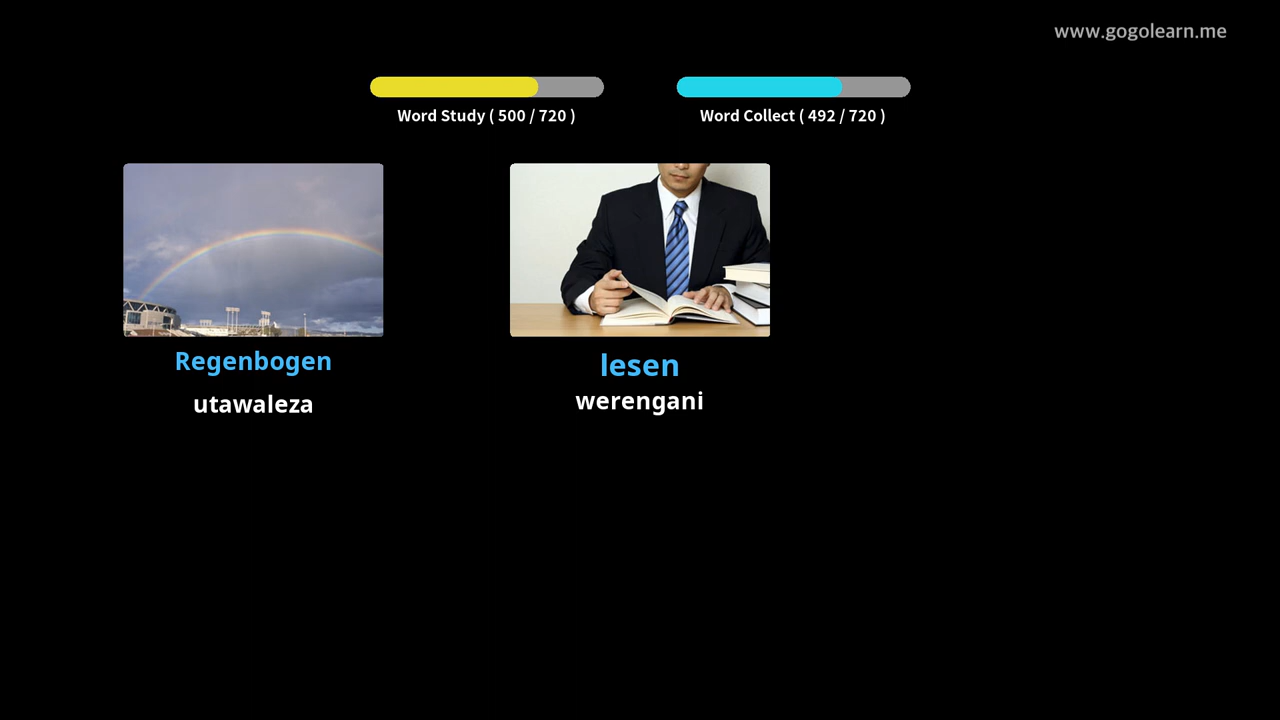 www.gogolearn.me
Word Study ( 500 / 720 )
Word Collect ( 492 / 720 )
Regenbogen
utawaleza
lesen
werengani